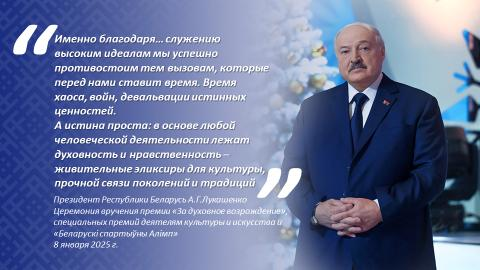 Именно благодаря... служению
высоким идеалам мы успешно
противостоим тем вызовам, которые
перед нами ставит время. Время
хаоса, войн, девальвации истинных
ценностей.
А истина проста: в основе любой
человеческой деятельности лежат
духовность и нравственность –
живительные эликсиры для культуры,
прочной связи поколений и традиций
Президент Республики Беларусь А.Г.Лукашенко
Церемония вручения премии «За духовное возрождение»,
специальных премий деятелям культуры и искусства и
«Беларускі спартыўны Алімп»
8 января 2025 г.